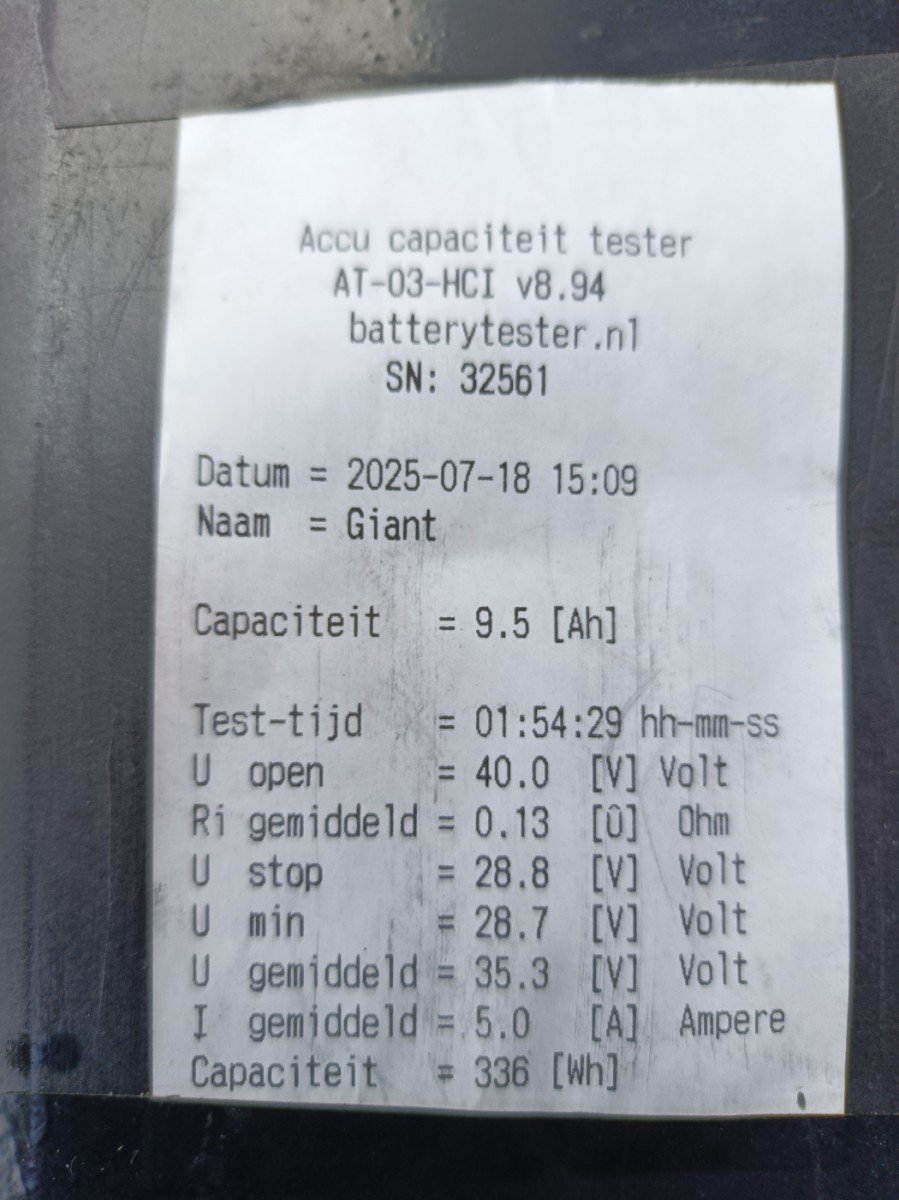 Accu capaciteit tester
AT-03-HCI v8.94
batterytester.nl
SN: 32561
Datum = 2025-07-18 15:09
Naam = Giant
Capaciteit = 9.5 [Ah]
Test-tijd = 01:54:29 hh-mm-ss
U open = 40.0 [V] Volt
Ri gemiddeld = 0.13 [û] Ohm
U stop = 28.8 [V] Volt
U min = 28.7 [V] Volt
U gemiddeld = 35.3 [V] Volt
I gemiddeld = 5.0 [A] Ampere
Capaciteit = 336 [Wh]